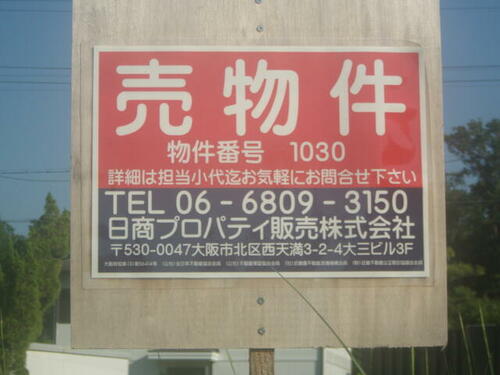 売物件
物件番号 1030
詳細は担当小代迄お気軽にお問合せ下さい
TEL 06-6809-3150
日商プロパティ販売株式会社
〒530-0047大阪市北区西天満3-2-4大三ビル3F